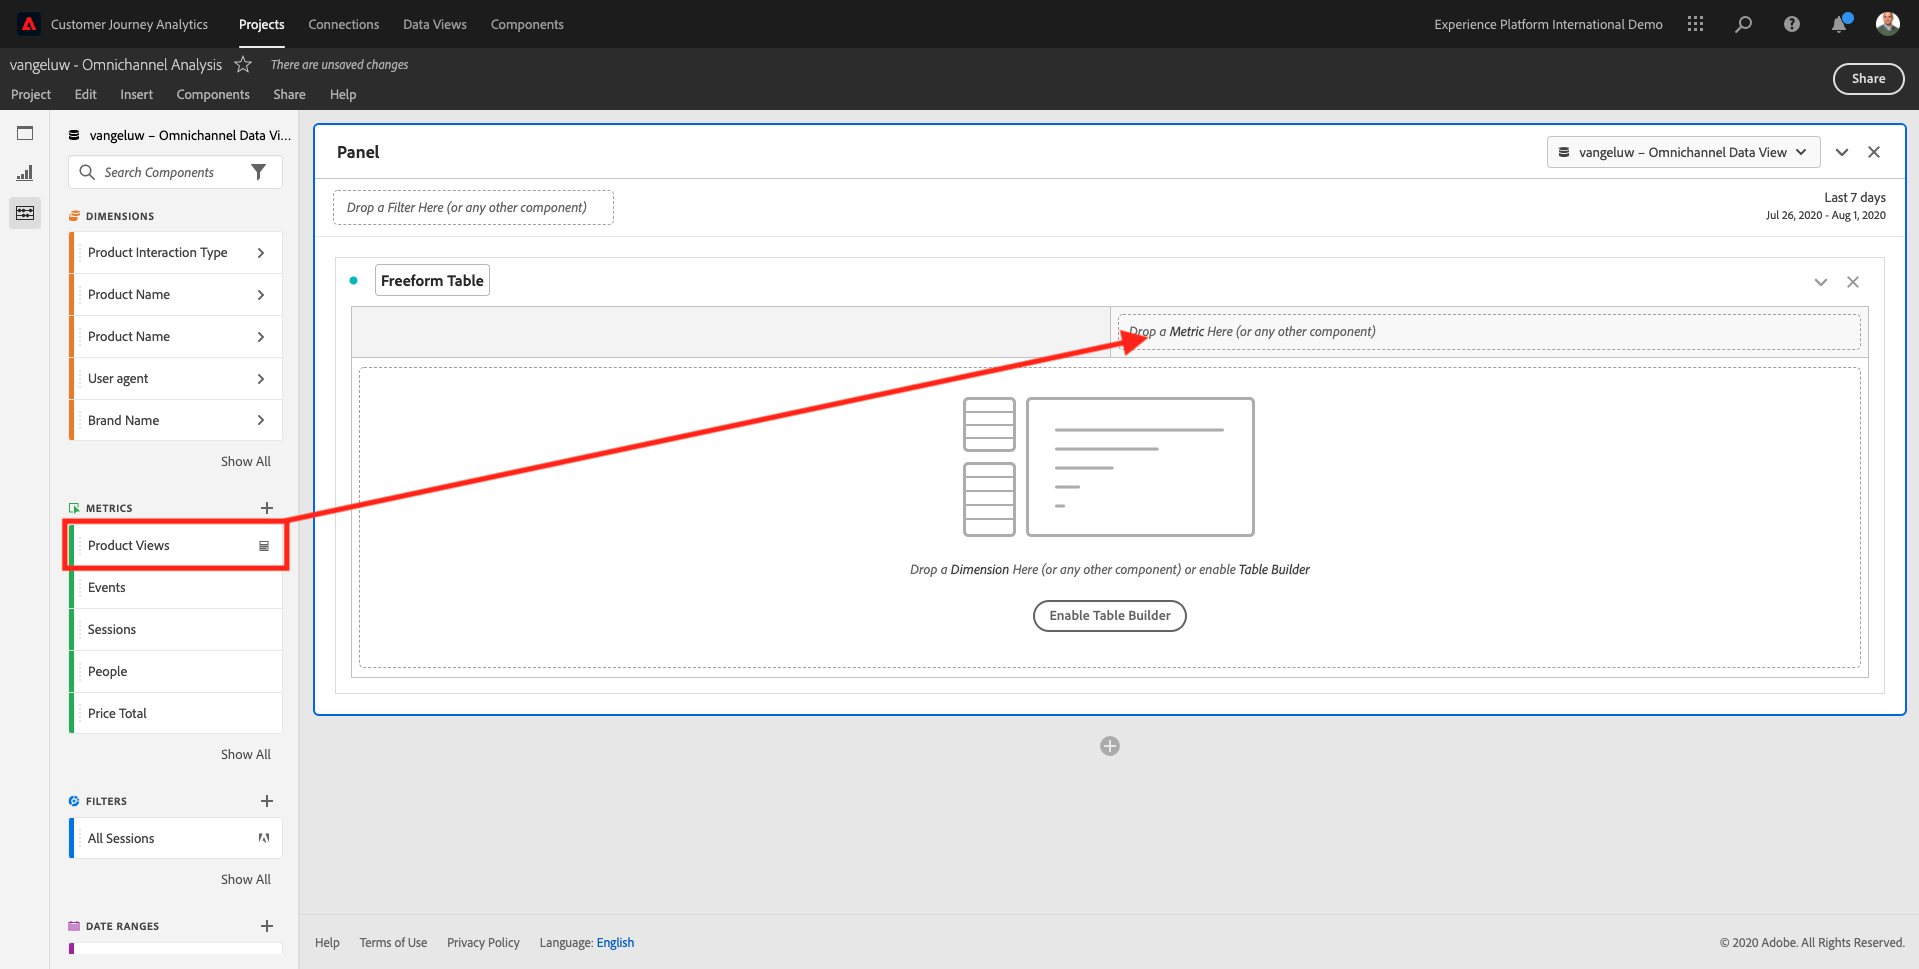 Customer Journey Analytics
Projects
Connections
Data Views
Components
Experience Platform International Demo
vangeluw - Omnichannel Analysis
There are unsaved changes
Project
Edit
Insert
Components
Share
Help
Share
vangeluw – Omnichannel Data Vi...
Search Components
DIMENSIONS
Product Interaction Type
Product Name
Product Name
User agent
Brand Name
Show All
METRICS
Product Views
Events
Sessions
People
Price Total
Show All
FILTERS
All Sessions
Show All
DATE RANGES
Panel
vangeluw – Omnichannel Data View
Drop a Filter Here (or any other component)
Last 7 days
Jul 26, 2020 - Aug 1, 2020
Freeform Table
Drop a Metric Here (or any other component)
Drop a Dimension Here (or any other component) or enable Table Builder
Enable Table Builder
Help
Terms of Use
Privacy Policy
Language: English
© 2020 Adobe. All Rights Reserved.